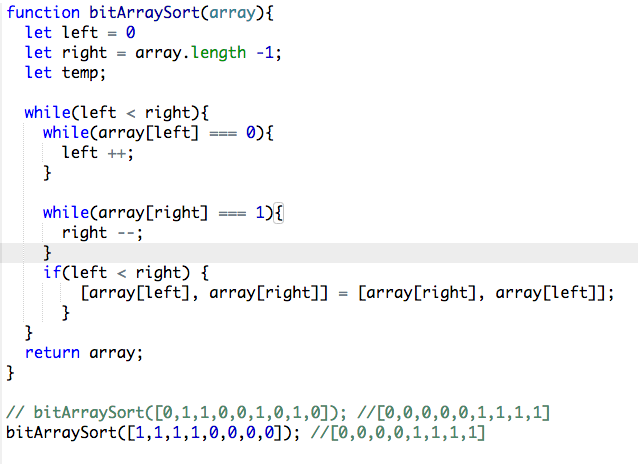 function bitArraySort(array){
  let left = 0
  let right = array.length -1;
  let temp;

  while(left < right){
    while(array[left] === 0){
      left ++;
    }

    while(array[right] === 1){
      right --;
    }
    if(left < right) {
        [array[left], array[right]] = [array[right], array[left]];
      }
  }
  return array;
}

// bitArraySort([0,1,1,0,0,1,0,1,0]); //[0,0,0,0,0,1,1,1,1]
bitArraySort([1,1,1,1,0,0,0,0]); //[0,0,0,0,1,1,1,1]